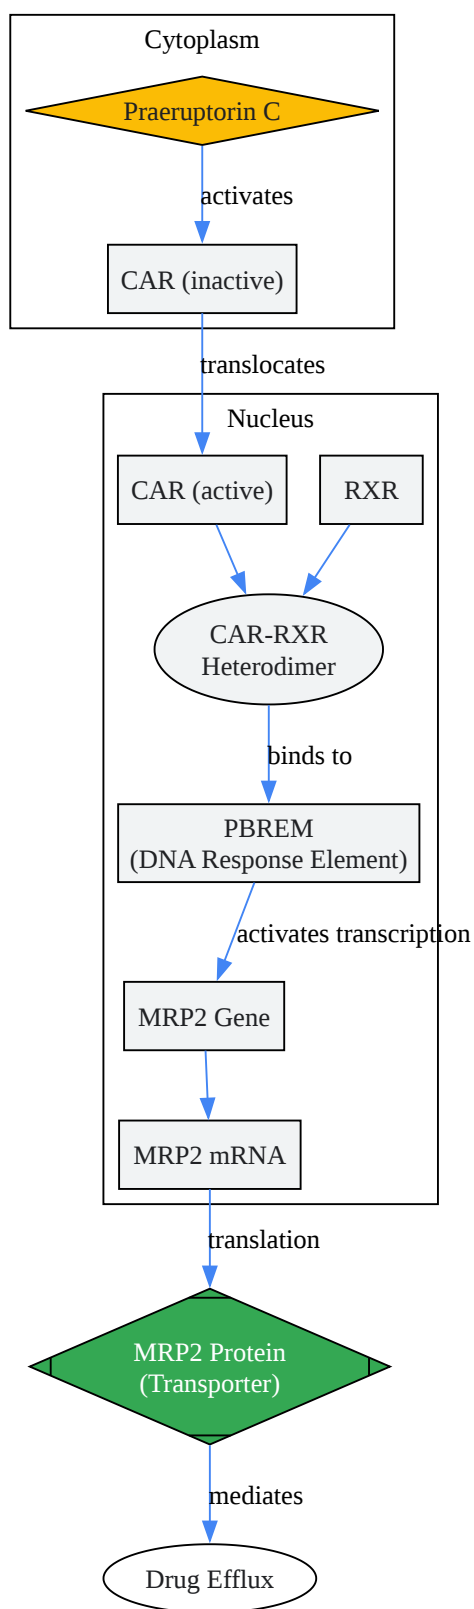 Cytoplasm
Praeruptorin C
activates
CAR (inactive)
translocates
Nucleus
CAR (active)
RXR
CAR-RXR
Heterodimer
binds to
PBREM
(DNA Response Element)
activates transcription
MRP2 Gene
MRP2 mRNA
translation
MRP2 Protein
(Transporter)
mediates
Drug Efflux